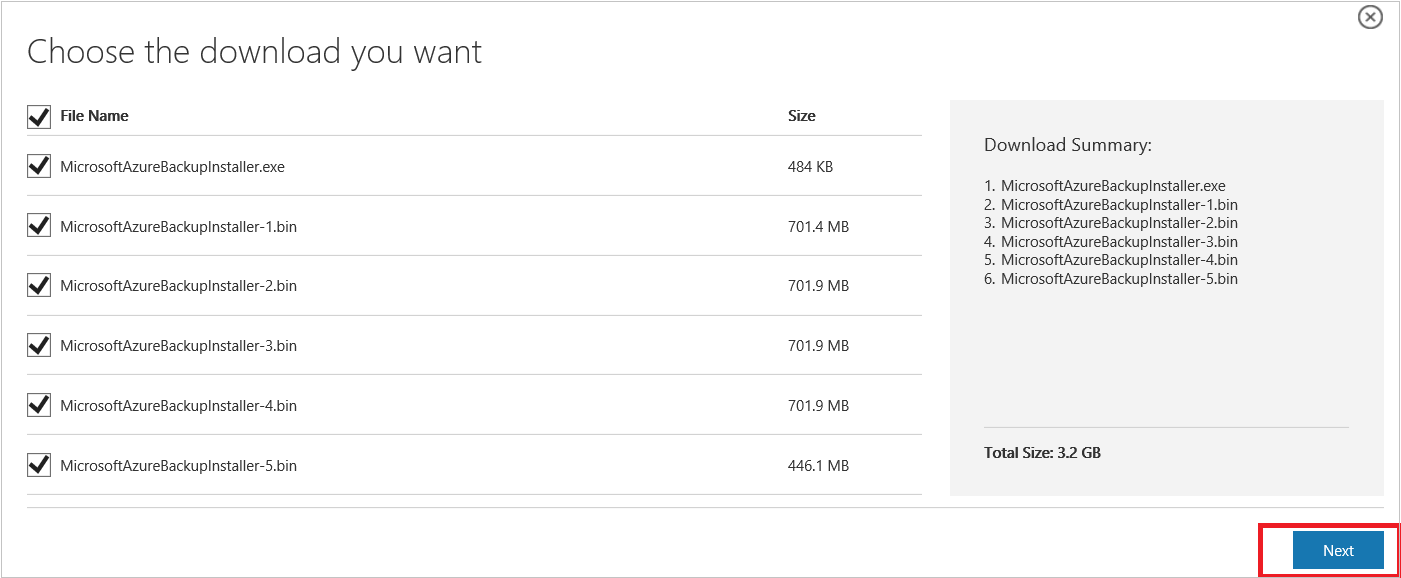 Choose the download you want
File Name Size
MicrosoftAzureBackupInstaller.exe 484 KB
MicrosoftAzureBackupInstaller-1.bin 701.4 MB
MicrosoftAzureBackupInstaller-2.bin 701.9 MB
MicrosoftAzureBackupInstaller-3.bin 701.9 MB
MicrosoftAzureBackupInstaller-4.bin 701.9 MB
MicrosoftAzureBackupInstaller-5.bin 446.1 MB
Download Summary:
1. MicrosoftAzureBackupInstaller.exe
2. MicrosoftAzureBackupInstaller-1.bin
3. MicrosoftAzureBackupInstaller-2.bin
4. MicrosoftAzureBackupInstaller-3.bin
5. MicrosoftAzureBackupInstaller-4.bin
6. MicrosoftAzureBackupInstaller-5.bin
Total Size: 3.2 GB
Next